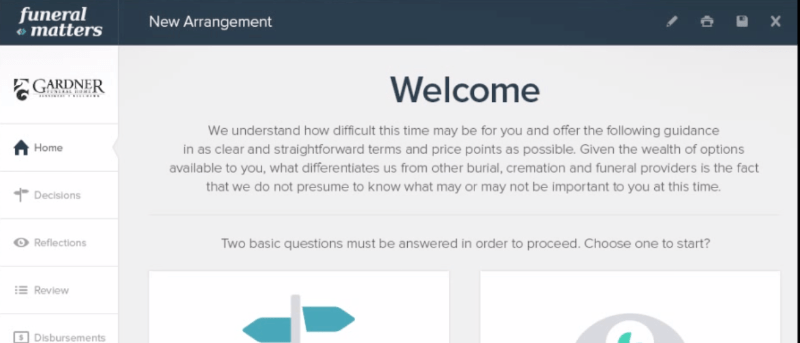 funeral
matters
New Arrangement
GARDNER
FUNERAL HOME
Home
Decisions
Reflections
Review
Disbursements
Welcome
We understand how difficult this time may be for you and offer the following guidance
in as clear and straightforward terms and price points as possible. Given the wealth of options
available to you, what differentiates us from other burial, cremation and funeral providers is the fact
that we do not presume to know what may or may not be important to you at this time.
Two basic questions must be answered in order to proceed. Choose one to start?